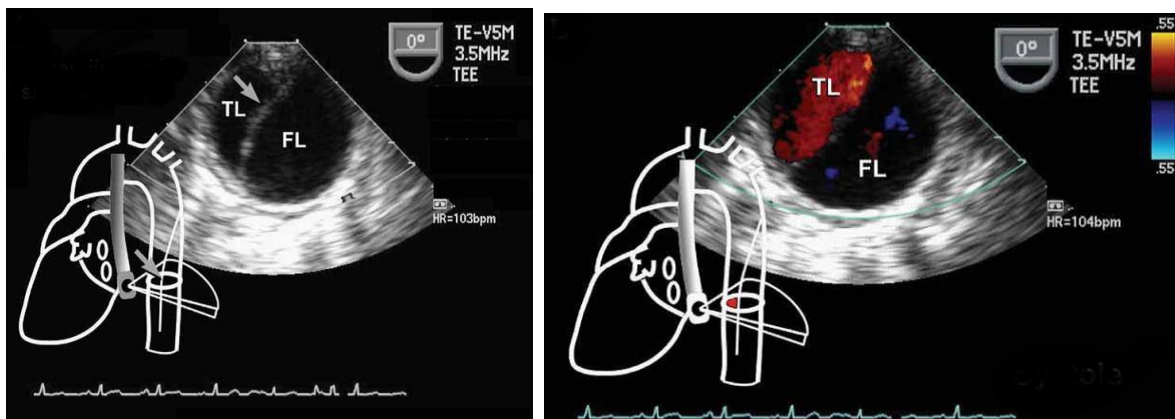 0°
TE-V5M
3.5MHz
TEE
TL
FL
HR=103bpm
.55
0°
TE-V5M
3.5MHz
TEE
TL
FL
HR=104bpm
.55
Systole